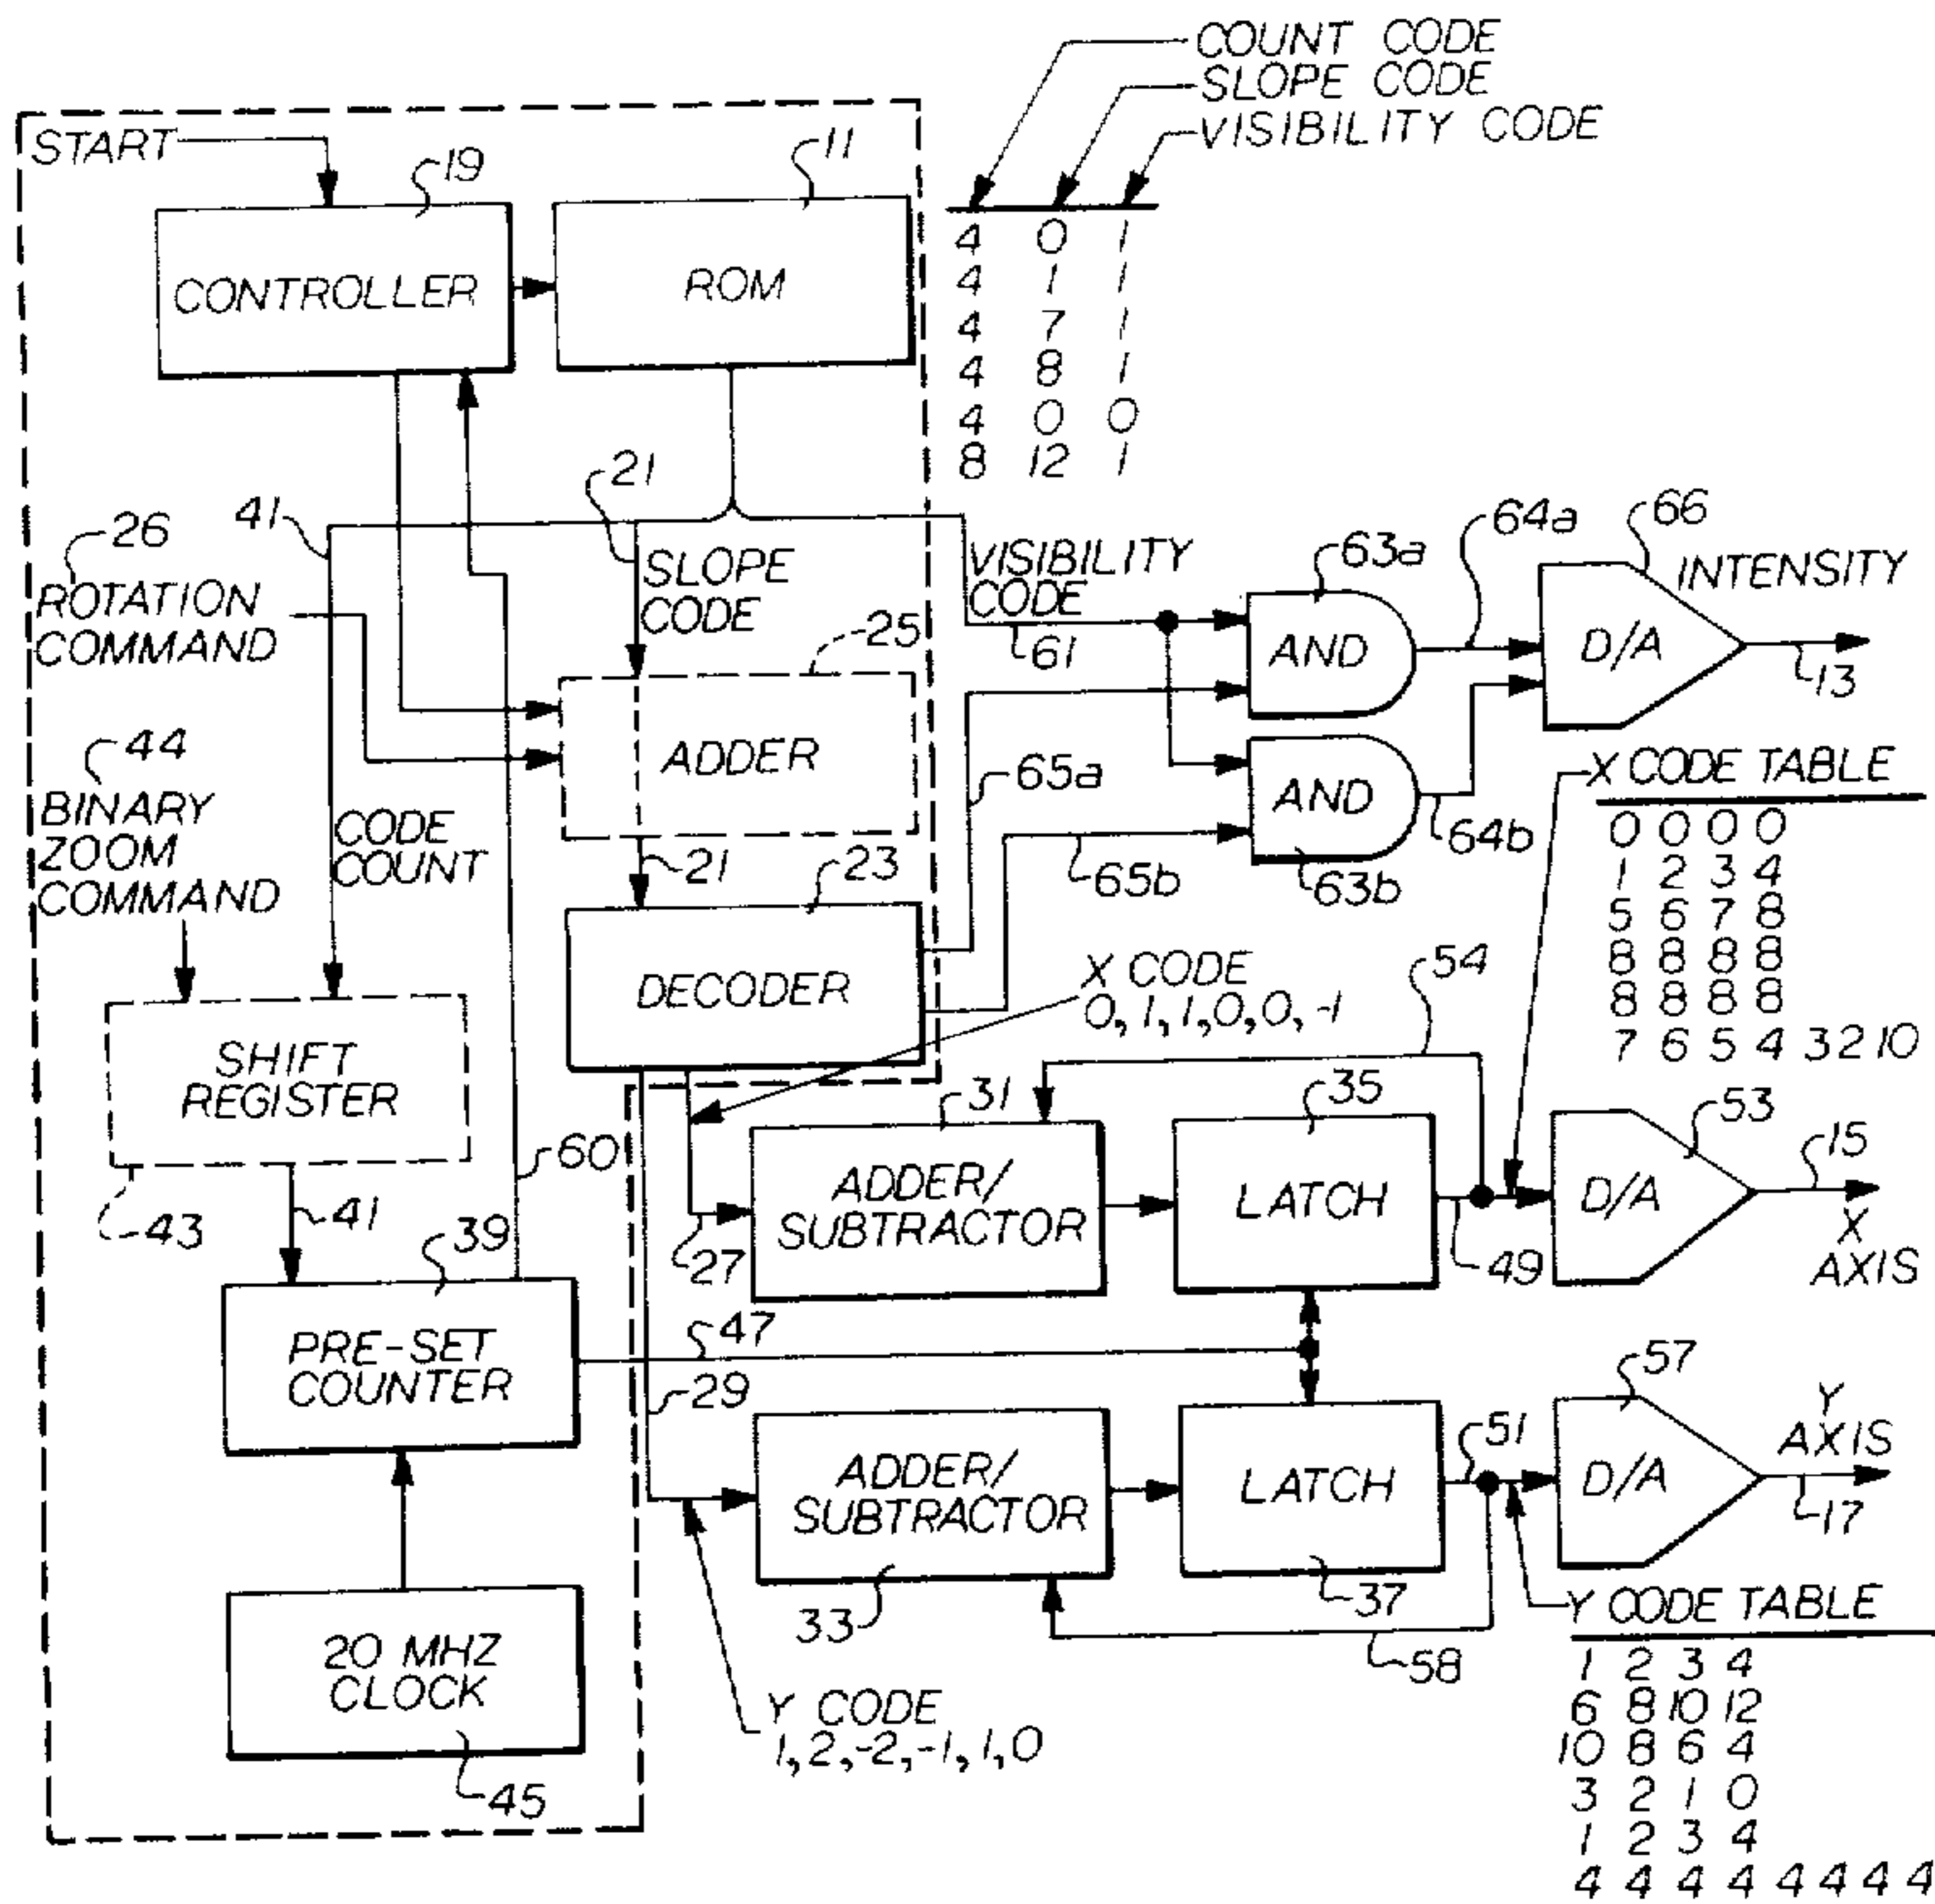 COUNT CODE
SLOPE CODE
VISIBILITY CODE
START
19
11
CONTROLLER
ROM
4 0 1
4 1 1
4 7 1
4 8 1
4 0 0
8 12 1
41
21
26
ROTATION
COMMAND
SLOPE
CODE
VISIBILITY
CODE
61
63a
64a
66
INTENSITY
AND
D/A
13
25
ADDER
44
BINARY
ZOOM
COMMAND
CODE
COUNT
21
23
65a
65b
AND
64b
63b
X CODE TABLE
0 0 0 0
1 2 3 4
5 6 7 8
8 8 8 8
8 8 8 8
7 6 5 4 3 2 1 0
DECODER
X CODE
0, 1, 1, 0, 0, -1
54
SHIFT
REGISTER
43
41
60
31
35
53
15
ADDER/
SUBTRACTOR
LATCH
D/A
27
49
X
AXIS
39
PRE-SET
COUNTER
47
29
57
Y
AXIS
ADDER/
SUBTRACTOR
LATCH
51
D/A
17
33
37
58
20 MHZ
CLOCK
45
Y CODE
1, 2, -2, -1, 1, 0
Y CODE TABLE
1 2 3 4
6 8 10 12
10 8 6 4
3 2 1 0
1 2 3 4
4 4 4 4 4 4 4 4